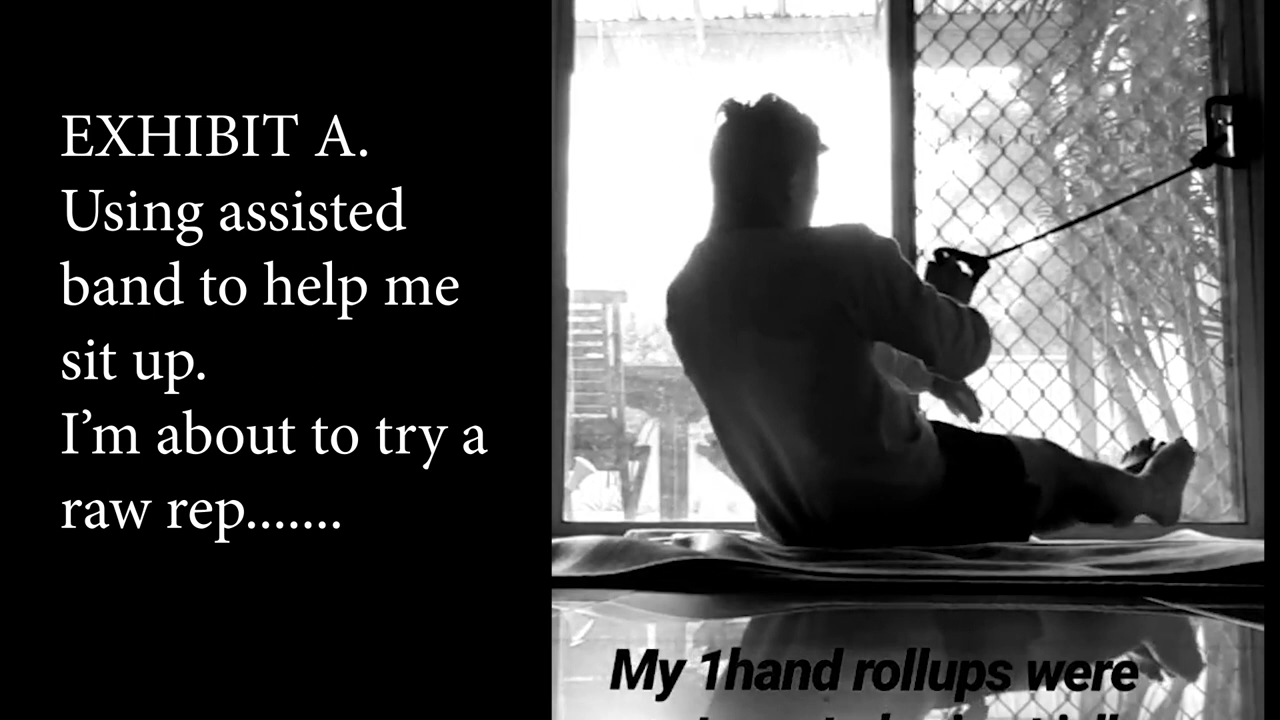 EXHIBIT A.
Using assisted
band to help me
sit up.
I’m about to try a
raw rep.......
My 1hand rollups were